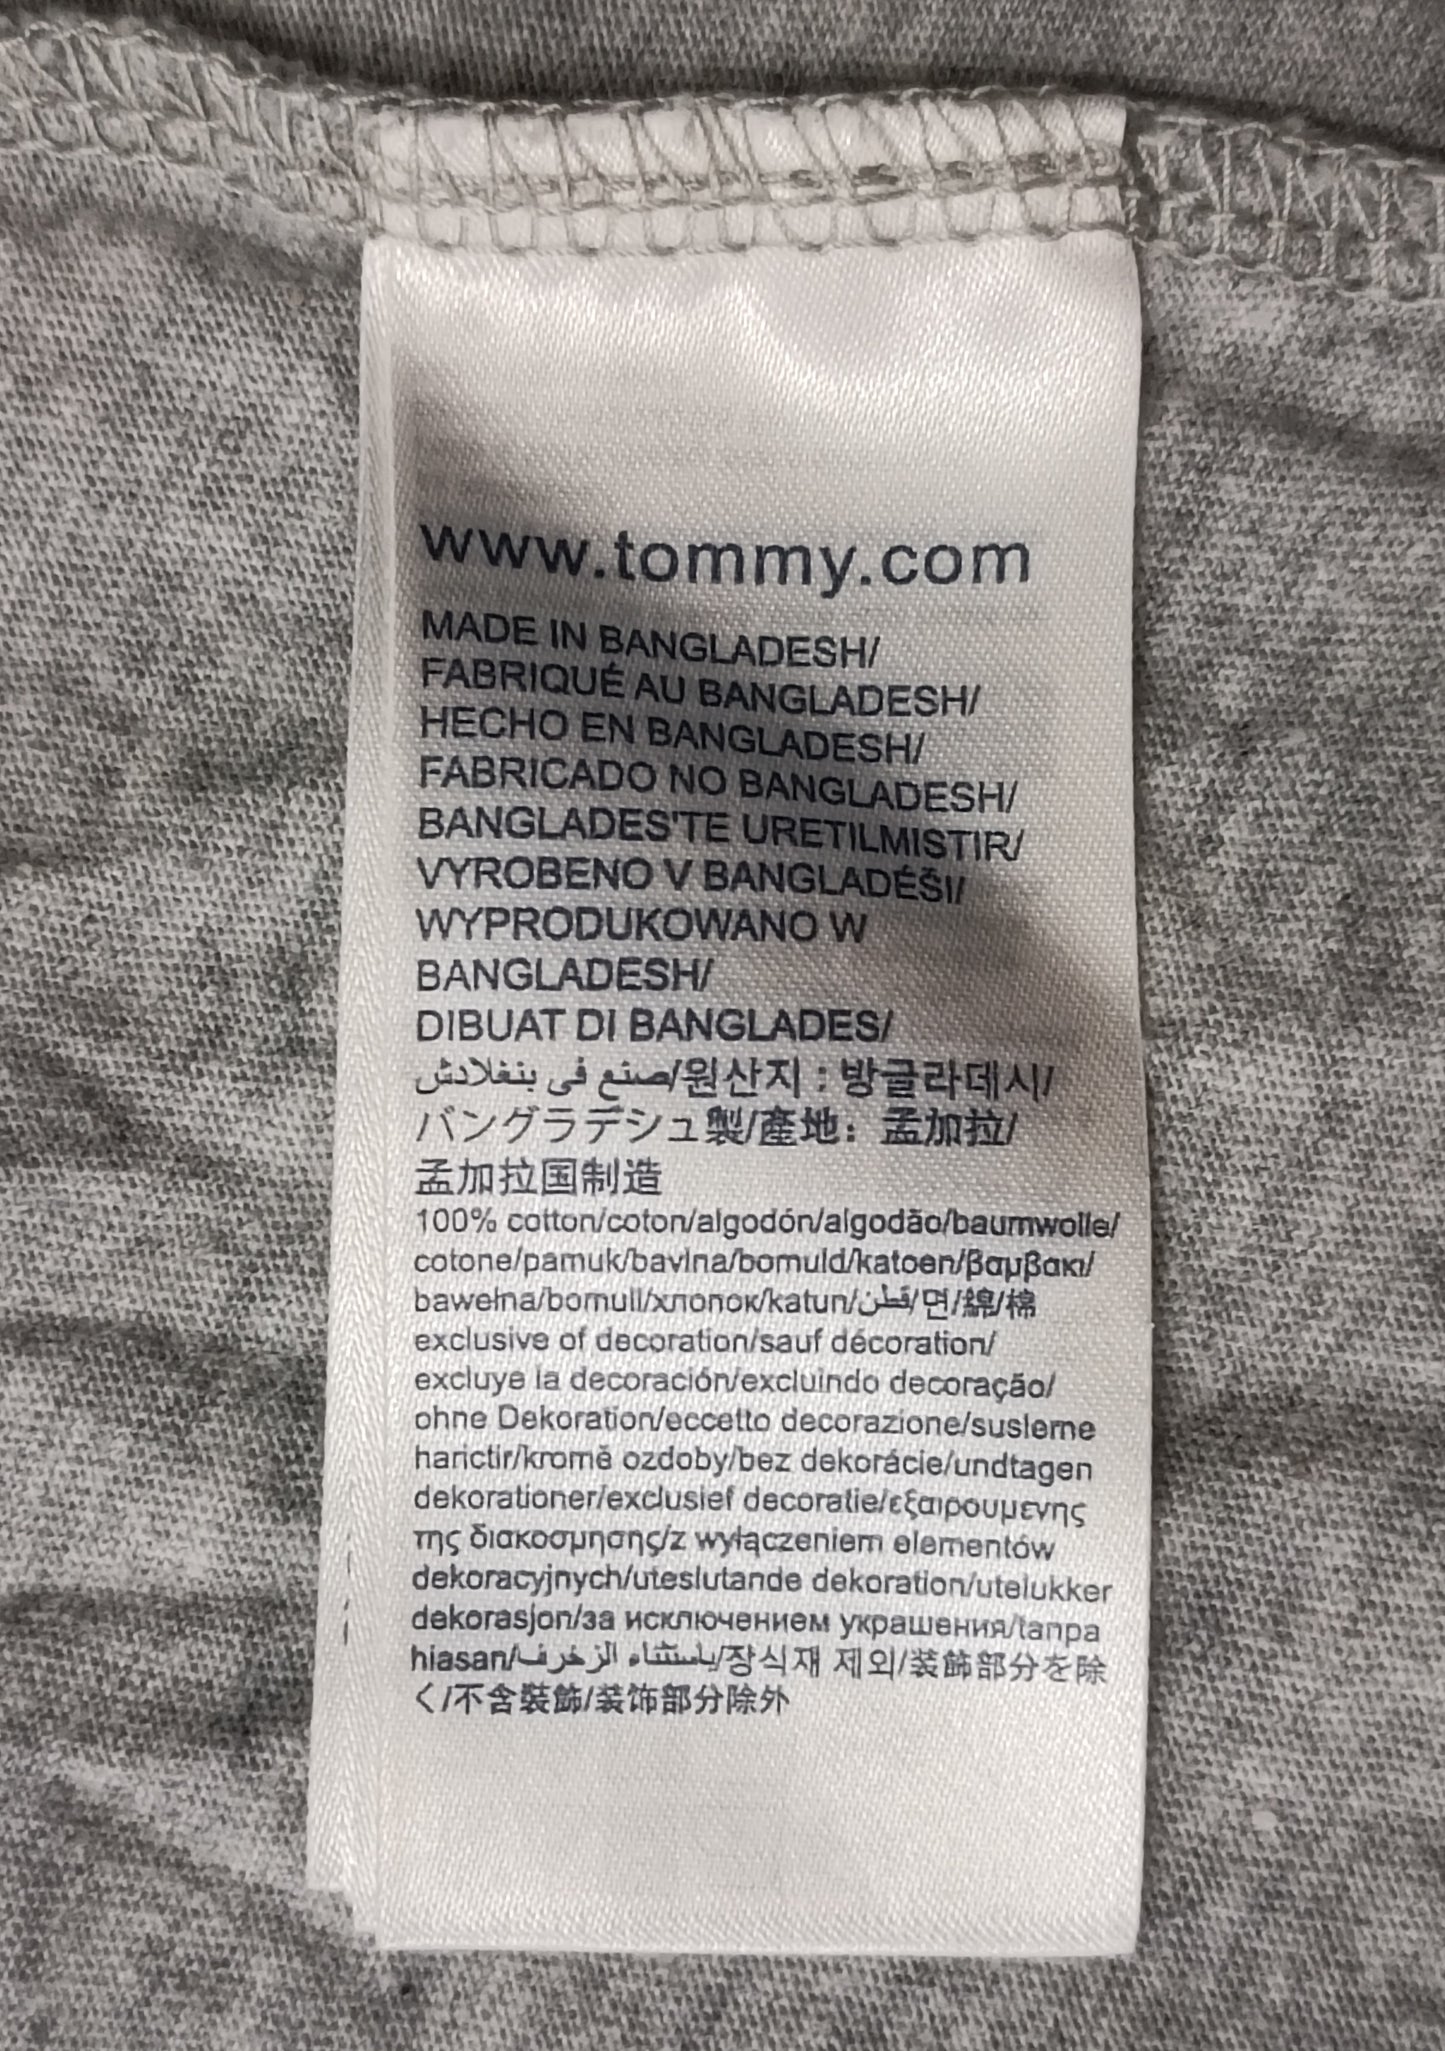 www.tommy.com
MADE IN BANGLADESH/
FABRIQUÉ AU BANGLADESH/
HECHO EN BANGLADESH/
FABRICADO NO BANGLADESH/
BANGLADES'TE URETILMISTIR/
VYROBENO V BANGLADÉŠI/
WYPRODUKOWANO W
BANGLADESH/
DIBUAT DI BANGLADES/
صنع في بنغلادش/원산지 : 방글라데시/
バングラデシュ製/產地：孟加拉/
孟加拉国制造
100% cotton/coton/algodón/algodão/baumwolle/
cotone/pamuk/bavlna/bomuld/katoen/βαμβακι/
bawełna/bomull/хлопок/katun/قطن/면/綿/棉
exclusive of decoration/sauf décoration/
excluye la decoración/excluindo decoração/
ohne Dekoration/eccetto decorazione/susleme
harictir/kromě ozdoby/bez dekorácie/undtagen
dekorationer/exclusief decoratie/εξαιρουμενης
της διακοσμησης/z wyłączeniem elementów
dekoracyjnych/uteslutande dekoration/utelukker
dekorasjon/за исключением украшения/tanpa
hiasan/باستثناء الزخرف/장식재 제외/装飾部分を除
く/不含裝飾/装饰部分除外